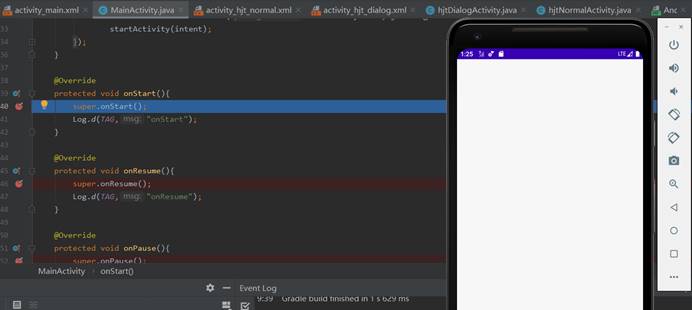 activity_main.xml MainActivity.java activity_hjt_normal.xml activity_hjt_dialog.xml hjtDialogActivity.java hjtNormalActivity.java And
33 startActivity(intent);
34 });
35
36 }
37
38 @Override
39 protected void onStart(){
40 super.onStart();
41 Log.d(TAG, msg: "onStart");
42 }
43
44 @Override
45 protected void onResume(){
46 super.onResume();
47 Log.d(TAG, msg: "onResume");
48 }
49
50 @Override
51 protected void onPause(){
52 super.onPause();
MainActivity › onStart()
Event Log
9:39 Gradle build finished in 1 s 629 ms
1:25 LTE